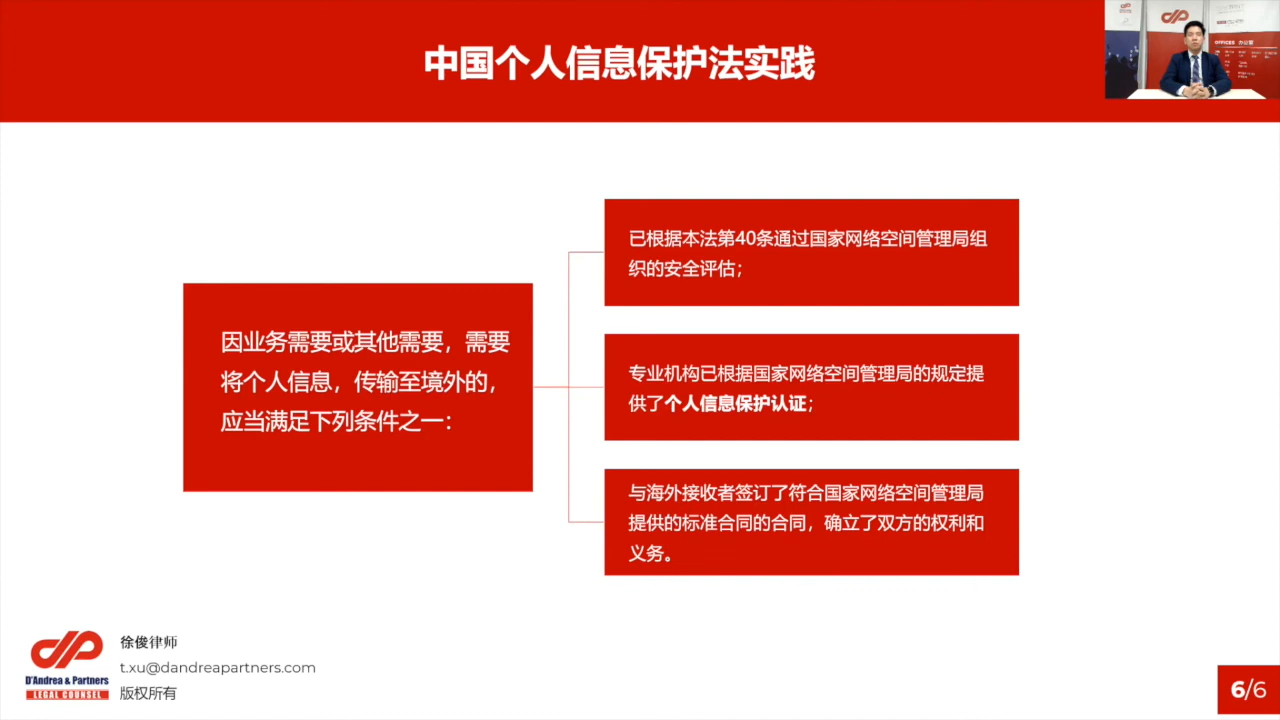 中国个人信息保护法实践
OFFICES 办公室
因业务需要或其他需要，需要
将个人信息，传输至境外的，
应当满足下列条件之一：
已根据本法第40条通过国家网络空间管理局组
织的安全评估；
专业机构已根据国家网络空间管理局的规定提
供了个人信息保护认证；
与海外接收者签订了符合国家网络空间管理局
提供的标准合同的合同，确立了双方的权利和
义务。
D'Andrea & Partners
LEGAL COUNSEL
徐俊律师
t.xu@dandreapartners.com
版权所有
6/6